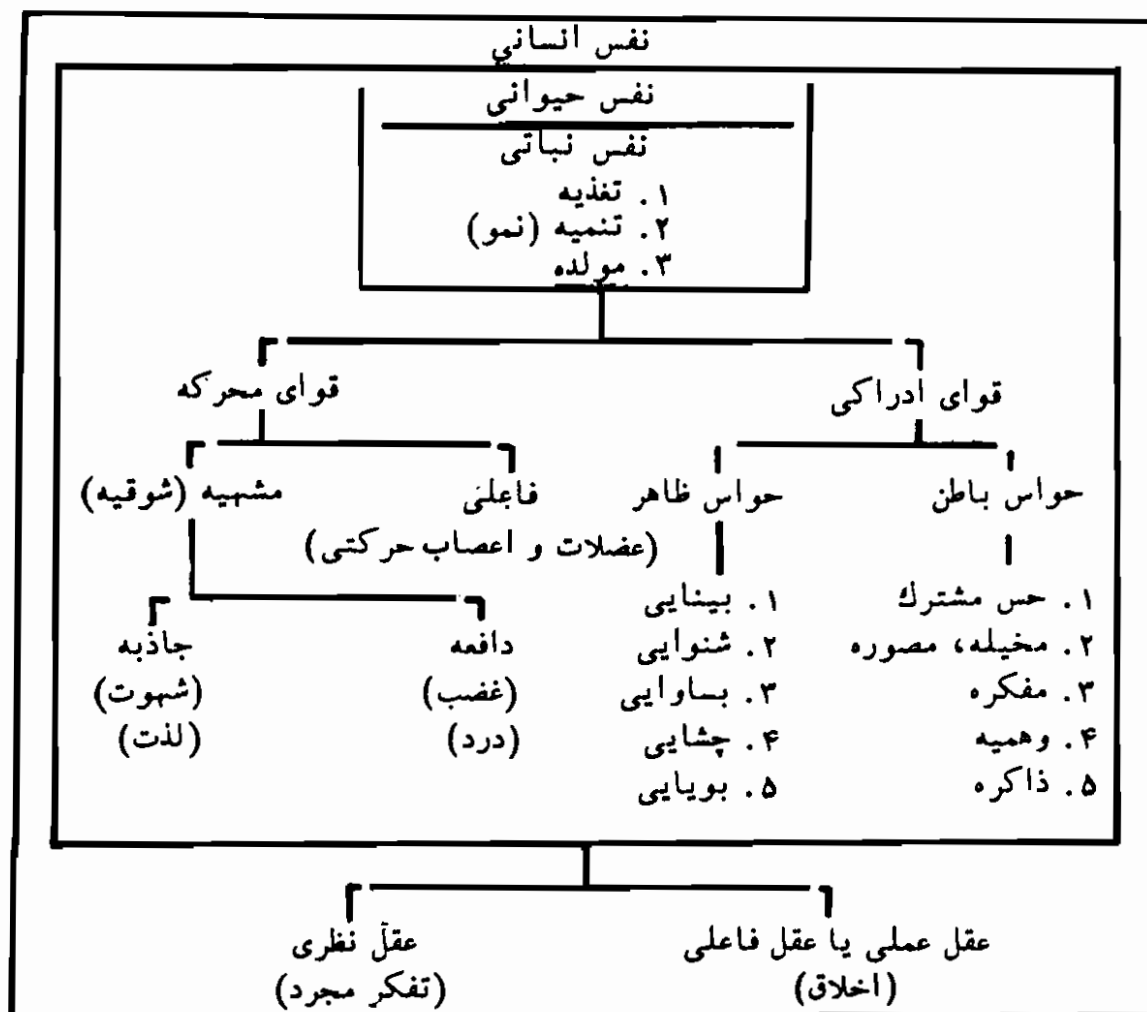 نفس انساني
نفس حیوانی
نفس نباتی
۱. تغذیه
۲. تنمیه (نمو)
۳. مولده
قوای ادراکی
قوای محرکه
حواس باطن
حواس ظاهر
فاعلی
مشهیه (شوقیه)
(عضلات و اعصاب حرکتی)
۱. حس مشترك
۲. مخیله، مصوره
۳. مفکره
۴. وهمیه
۵. ذاکره
۱. بینایی
۲. شنوایی
۳. بساوایی
۴. چشایی
۵. بویایی
دافعه
(غضب)
(درد)
جاذبه
(شهوت)
(لذت)
عقل عملی یا عقل فاعلی
(اخلاق)
عقل نظری
(تفکر مجرد)